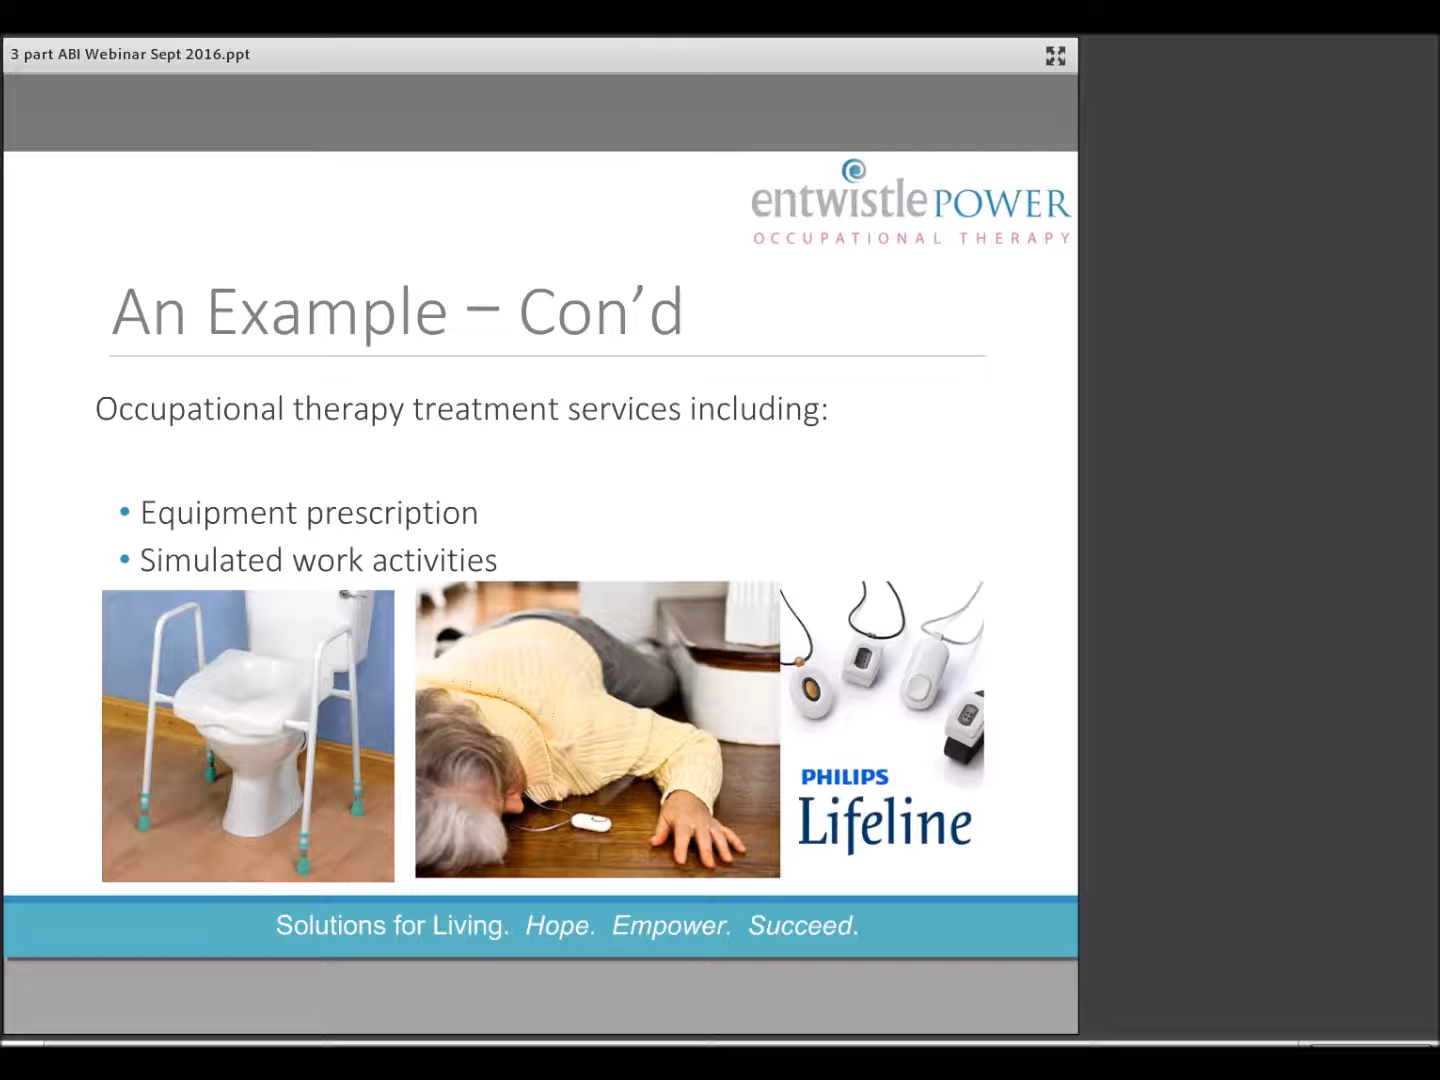 3 part ABI Webinar Sept 2016.ppt
entwistle POWER
OCCUPATIONAL THERAPY
An Example – Con’d
Occupational therapy treatment services including:
• Equipment prescription
• Simulated work activities
PHILIPS
Lifeline
Solutions for Living. Hope. Empower. Succeed.